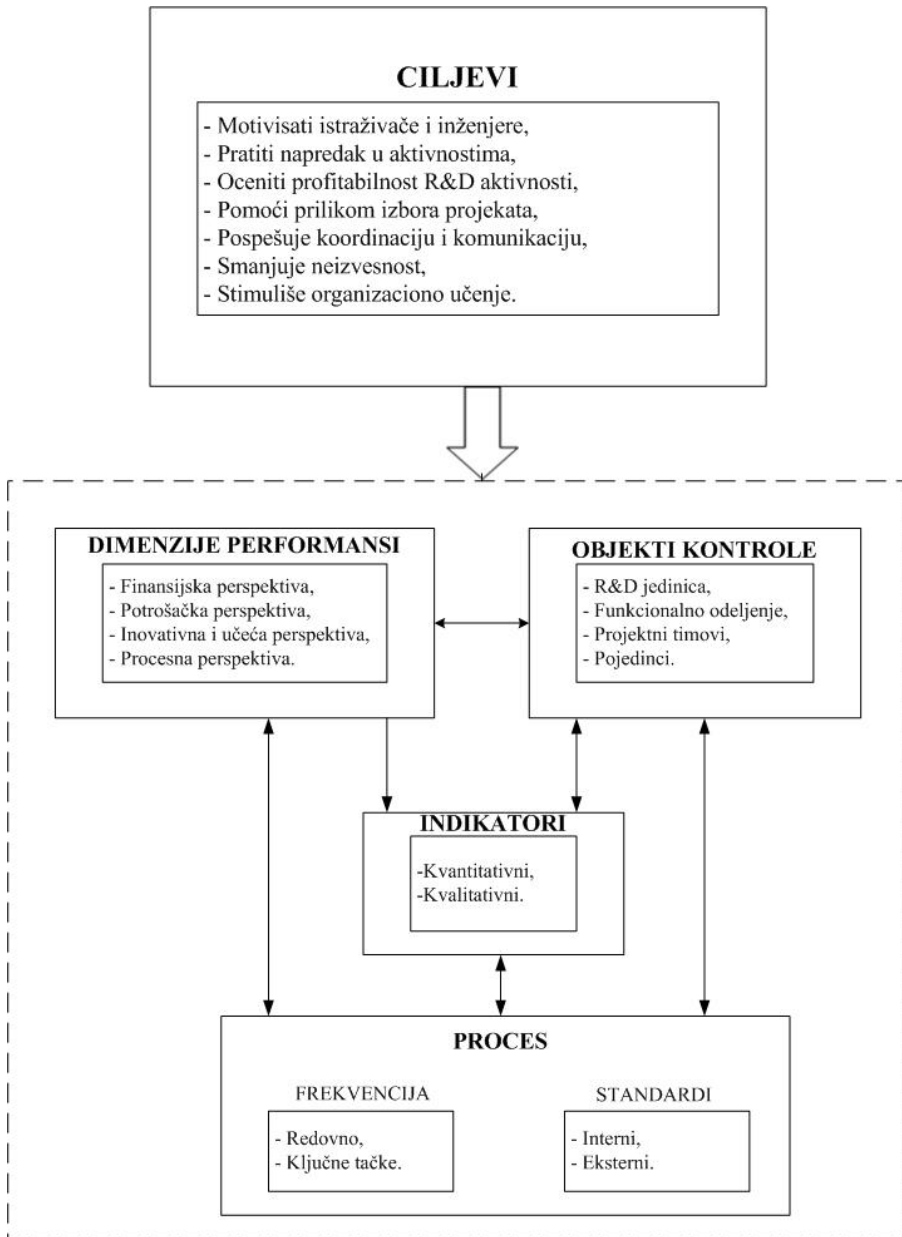 CILJEVI
- Motivisati istraživače i inženjere,
- Pratiti napredak u aktivnostima,
- Oceniti profitabilnost R&D aktivnosti,
- Pomoći prilikom izbora projekata,
- Pospešuje koordinaciju i komunikaciju,
- Smanjuje neizvesnost,
- Stimuliše organizaciono učenje.
DIMENZIJE PERFORMANSI
- Finansijska perspektiva,
- Potrošačka perspektiva,
- Inovativna i učeća perspektiva,
- Procesna perspektiva.
OBJEKTI KONTROLE
- R&D jedinica,
- Funkcionalno odeljenje,
- Projektni timovi,
- Pojedinci.
INDIKATORI
-Kvantitativni,
-Kvalitativni.
PROCES
FREKVENCIJA
- Redovno,
- Ključne tačke.
STANDARDI
- Interni,
- Eksterni.